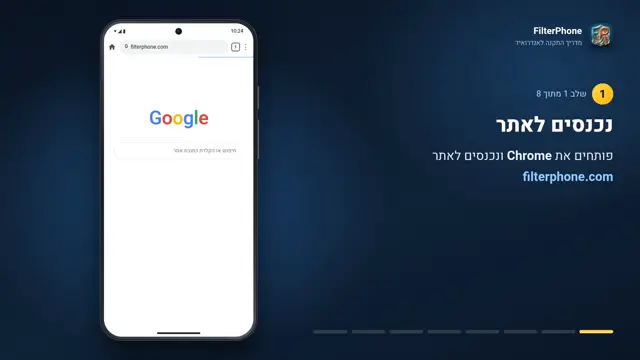 FilterPhone
מדריך התקנה לאנדרואיד
1
שלב 1 מתוך 8
נכנסים לאתר
פותחים את Chrome ונכנסים לאתר
filterphone.com
10:24
filterphone.com
Google
חיפוש או הקלדת כתובת אתר